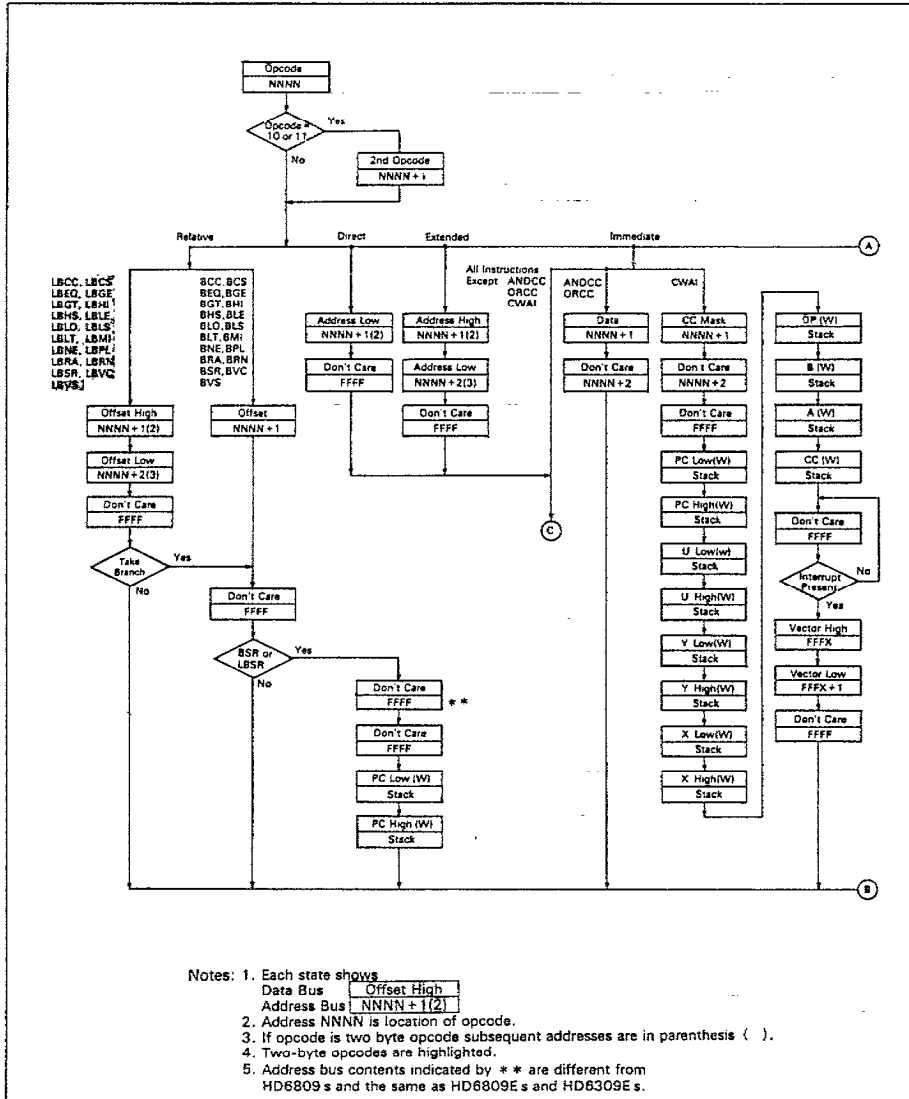 Opcode
NNNN
Opcode =
10 or 11
Yes
No
2nd Opcode
NNNN + i
Relative
Direct
Extended
Immediate
A
LBCC, LBCS
LBEQ, LBGE
LBGT, LBHI
LBHS, LBLE,
LBLO, LBLS
LBLT, LBMI
LBNE, LBPL
LBRA, LBRN
LBSR, LBVC
LBVS
Offset High
NNNN + 1(2)
Offset Low
NNNN + 2(3)
Don't Care
FFFF
Take
Branch
Yes
No
BCC, BCS
BEQ, BGE
BGT, BHI
BHS, BLE
BLO, BLS
BLT, BMI
BNE, BPL
BRA, BRN
BSR, BVC
BVS
Offset
NNNN + 1
Don't Care
FFFF
BSR or
LBSR
Yes
No
Don't Care
FFFF
* *
Don't Care
FFFF
PC Low (W)
Stack
PC High (W)
Stack
Address Low
NNNN + 1(2)
Don't Care
FFFF
Address High
NNNN + 1(2)
Address Low
NNNN + 2(3)
Don't Care
FFFF
All Instructions
Except ANDCC
ORCC
CWAI
C
ANDCC
ORCC
Data
NNNN + 1
Don't Care
NNNN + 2
CWAI
CC Mask
NNNN + 1
Don't Care
NNNN + 2
Don't Care
FFFF
PC Low(W)
Stack
PC High(W)
Stack
U Low(w)
Stack
U High(W)
Stack
Y Low(W)
Stack
Y High(W)
Stack
X Low(W)
Stack
X High(W)
Stack
DP (W)
Stack
B (W)
Stack
A (W)
Stack
CC (W)
Stack
Don't Care
FFFF
Interrupt
Present
No
Yes
Vector High
FFFX
Vector Low
FFFX + 1
Don't Care
FFFF
B
Notes: 1. Each state shows
Data Bus Offset High
Address Bus NNNN + 1(2)
2. Address NNNN is location of opcode.
3. If opcode is two byte opcode subsequent addresses are in parenthesis ( ).
4. Two-byte opcodes are highlighted.
5. Address bus contents indicated by * * are different from
HD6809 s and the same as HD6809E s and HD6309E s.